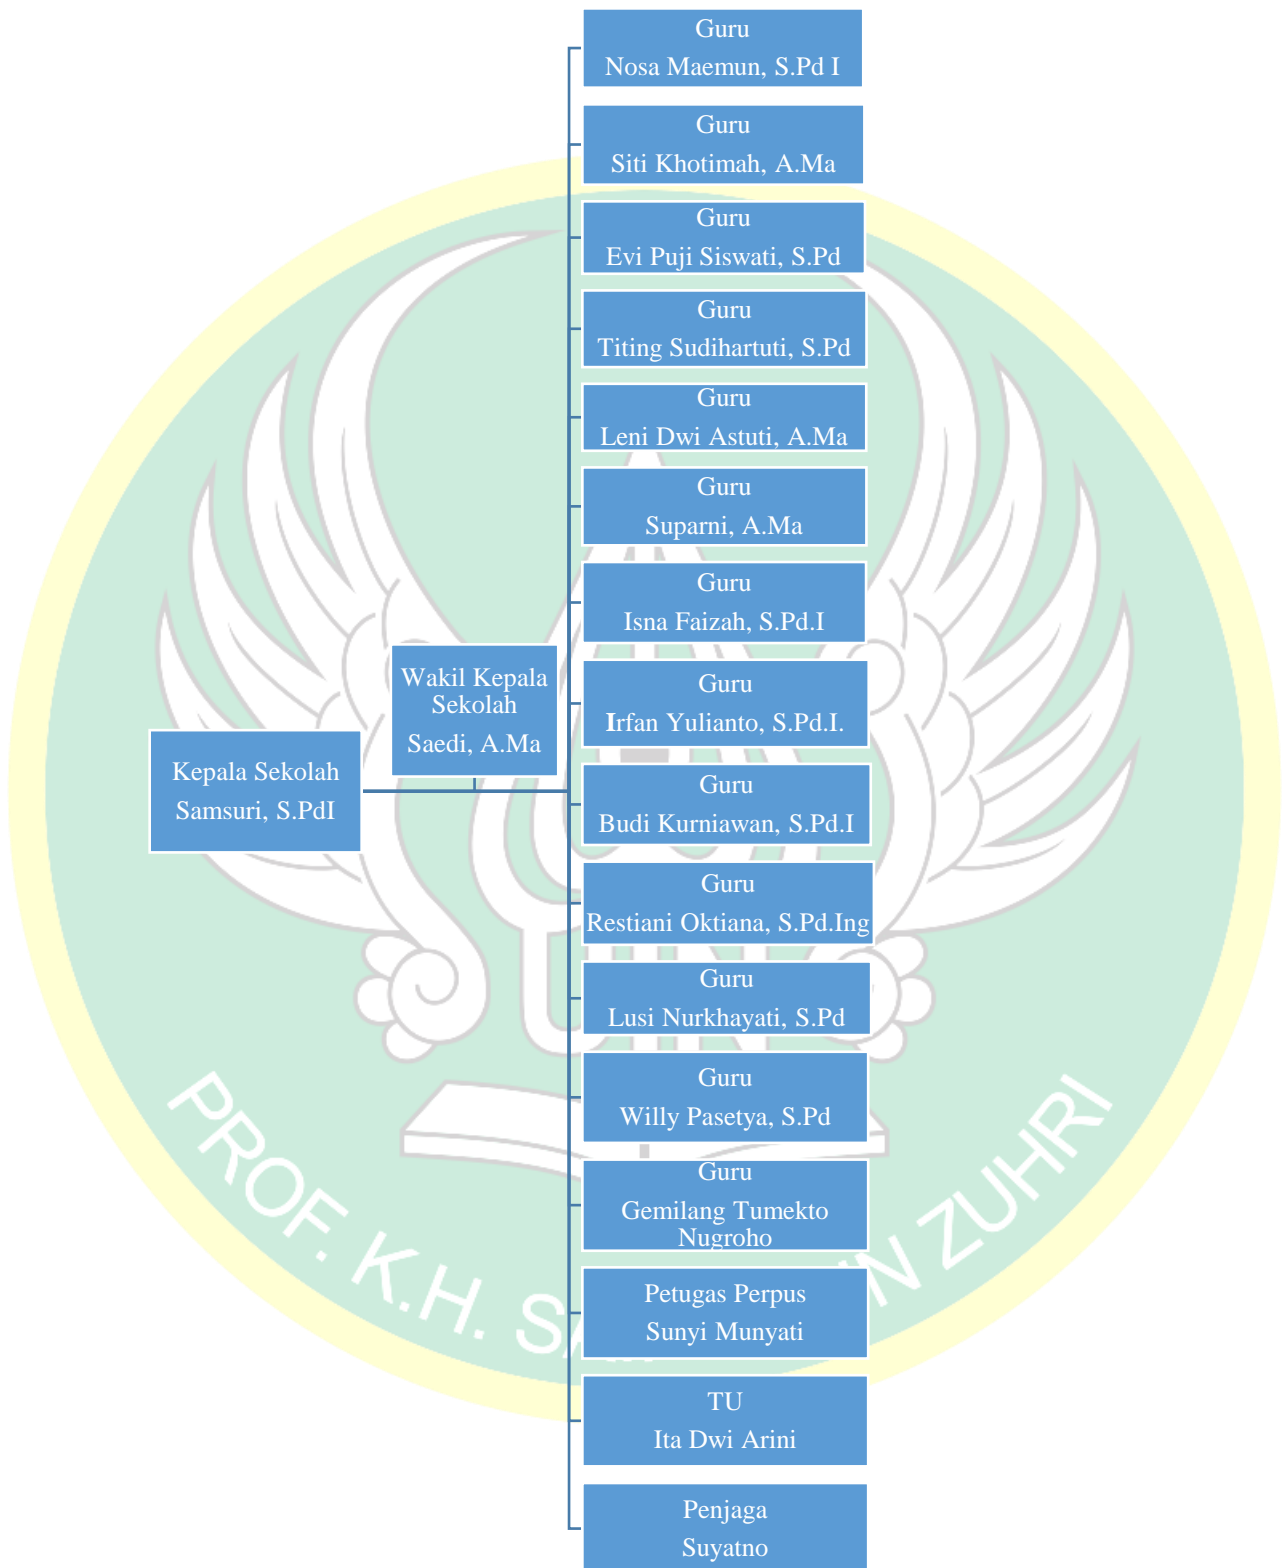 Guru
Nosa Maemun, S.Pd I
Guru
Siti Khotimah, A.Ma
Guru
Evi Puji Siswati, S.Pd
Guru
Titing Sudihartuti, S.Pd
Guru
Leni Dwi Astuti, A.Ma
Guru
Suparni, A.Ma
Guru
Isna Faizah, S.Pd.I
Wakil Kepala
Sekolah
Saedi, A.Ma
Guru
Irfan Yulianto, S.Pd.I.
Kepala Sekolah
Samsuri, S.PdI
Guru
Budi Kurniawan, S.Pd.I
Guru
Restiani Oktiana, S.Pd.Ing
Guru
Lusi Nurkhayati, S.Pd
Guru
Willy Pasetya, S.Pd
Guru
Gemilang Tumekto
Nugroho
Petugas Perpus
Sunyi Munyati
TU
Ita Dwi Arini
Penjaga
Suyatno
PROF. K.H. ZUHRI